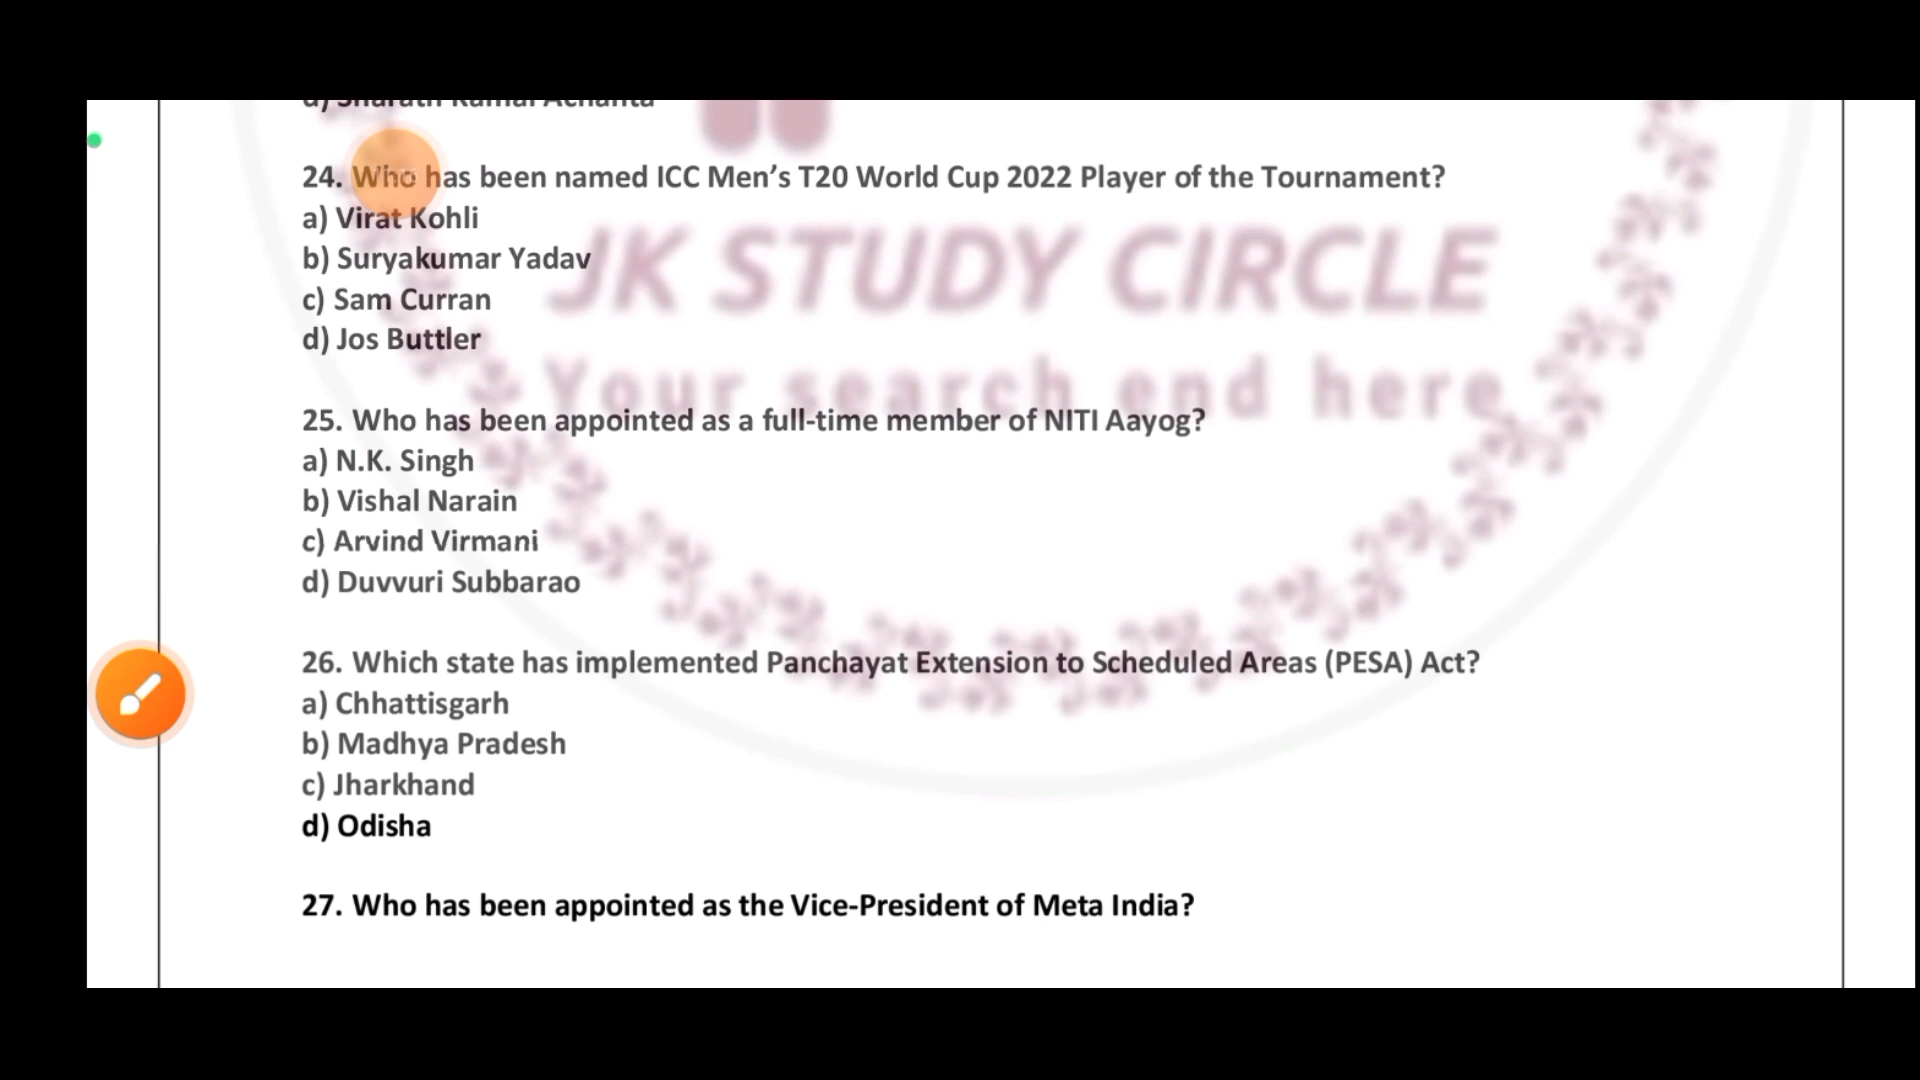 d) Sharath Kamal Achanta
24. Who has been named ICC Men’s T20 World Cup 2022 Player of the Tournament?
a) Virat Kohli
b) Suryakumar Yadav
c) Sam Curran
d) Jos Buttler
JK STUDY CIRCLE
Your search end here
25. Who has been appointed as a full-time member of NITI Aayog?
a) N.K. Singh
b) Vishal Narain
c) Arvind Virmani
d) Duvvuri Subbarao
26. Which state has implemented Panchayat Extension to Scheduled Areas (PESA) Act?
a) Chhattisgarh
b) Madhya Pradesh
c) Jharkhand
d) Odisha
27. Who has been appointed as the Vice-President of Meta India?